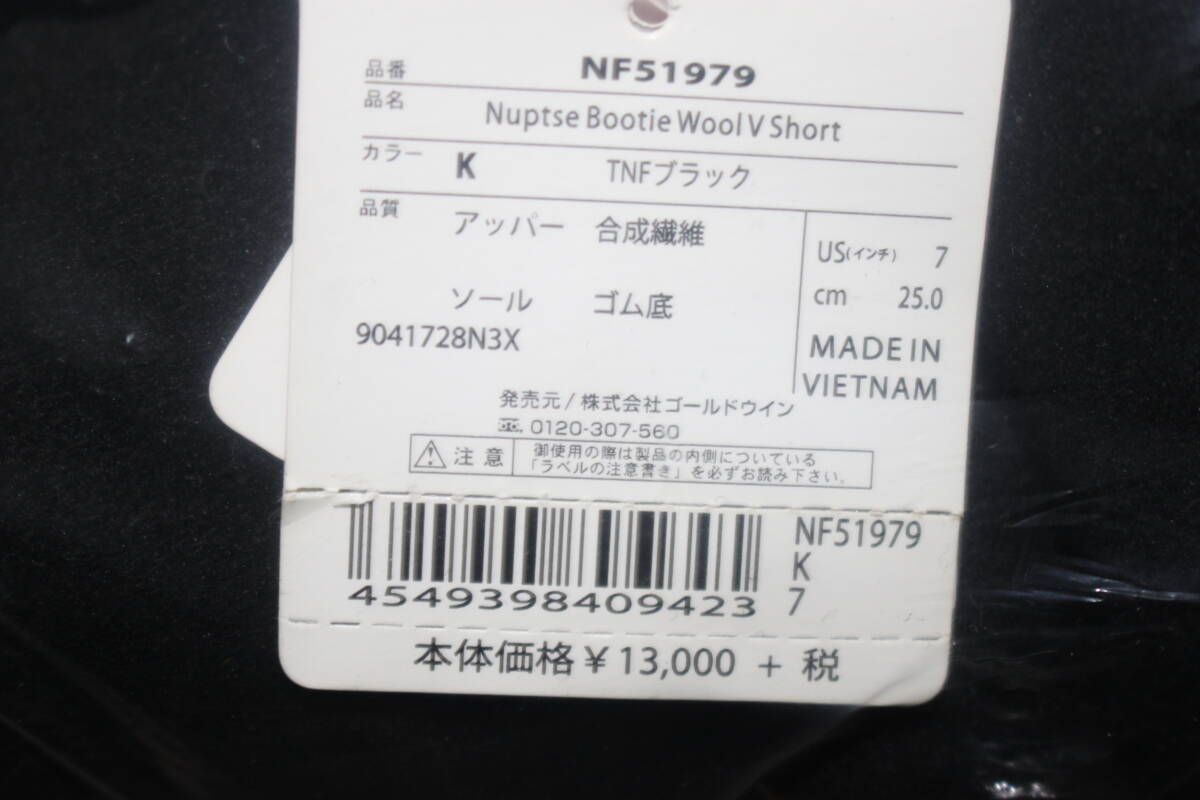 品番 NF51979
品名 Nuptse Bootie Wool V Short
カラー K TNFブラック
品質 アッパー 合成繊維
ソール ゴム底
9041728N3X
US(インチ) 7
cm 25.0
MADE IN
VIETNAM
発売元/株式会社ゴールドウイン
0120-307-560
注意 御使用の際は製品の内側についている
「ラベルの注意書き」を必ずお読み下さい。
4549398409423
NF51979
K
7
本体価格¥13,000 + 税